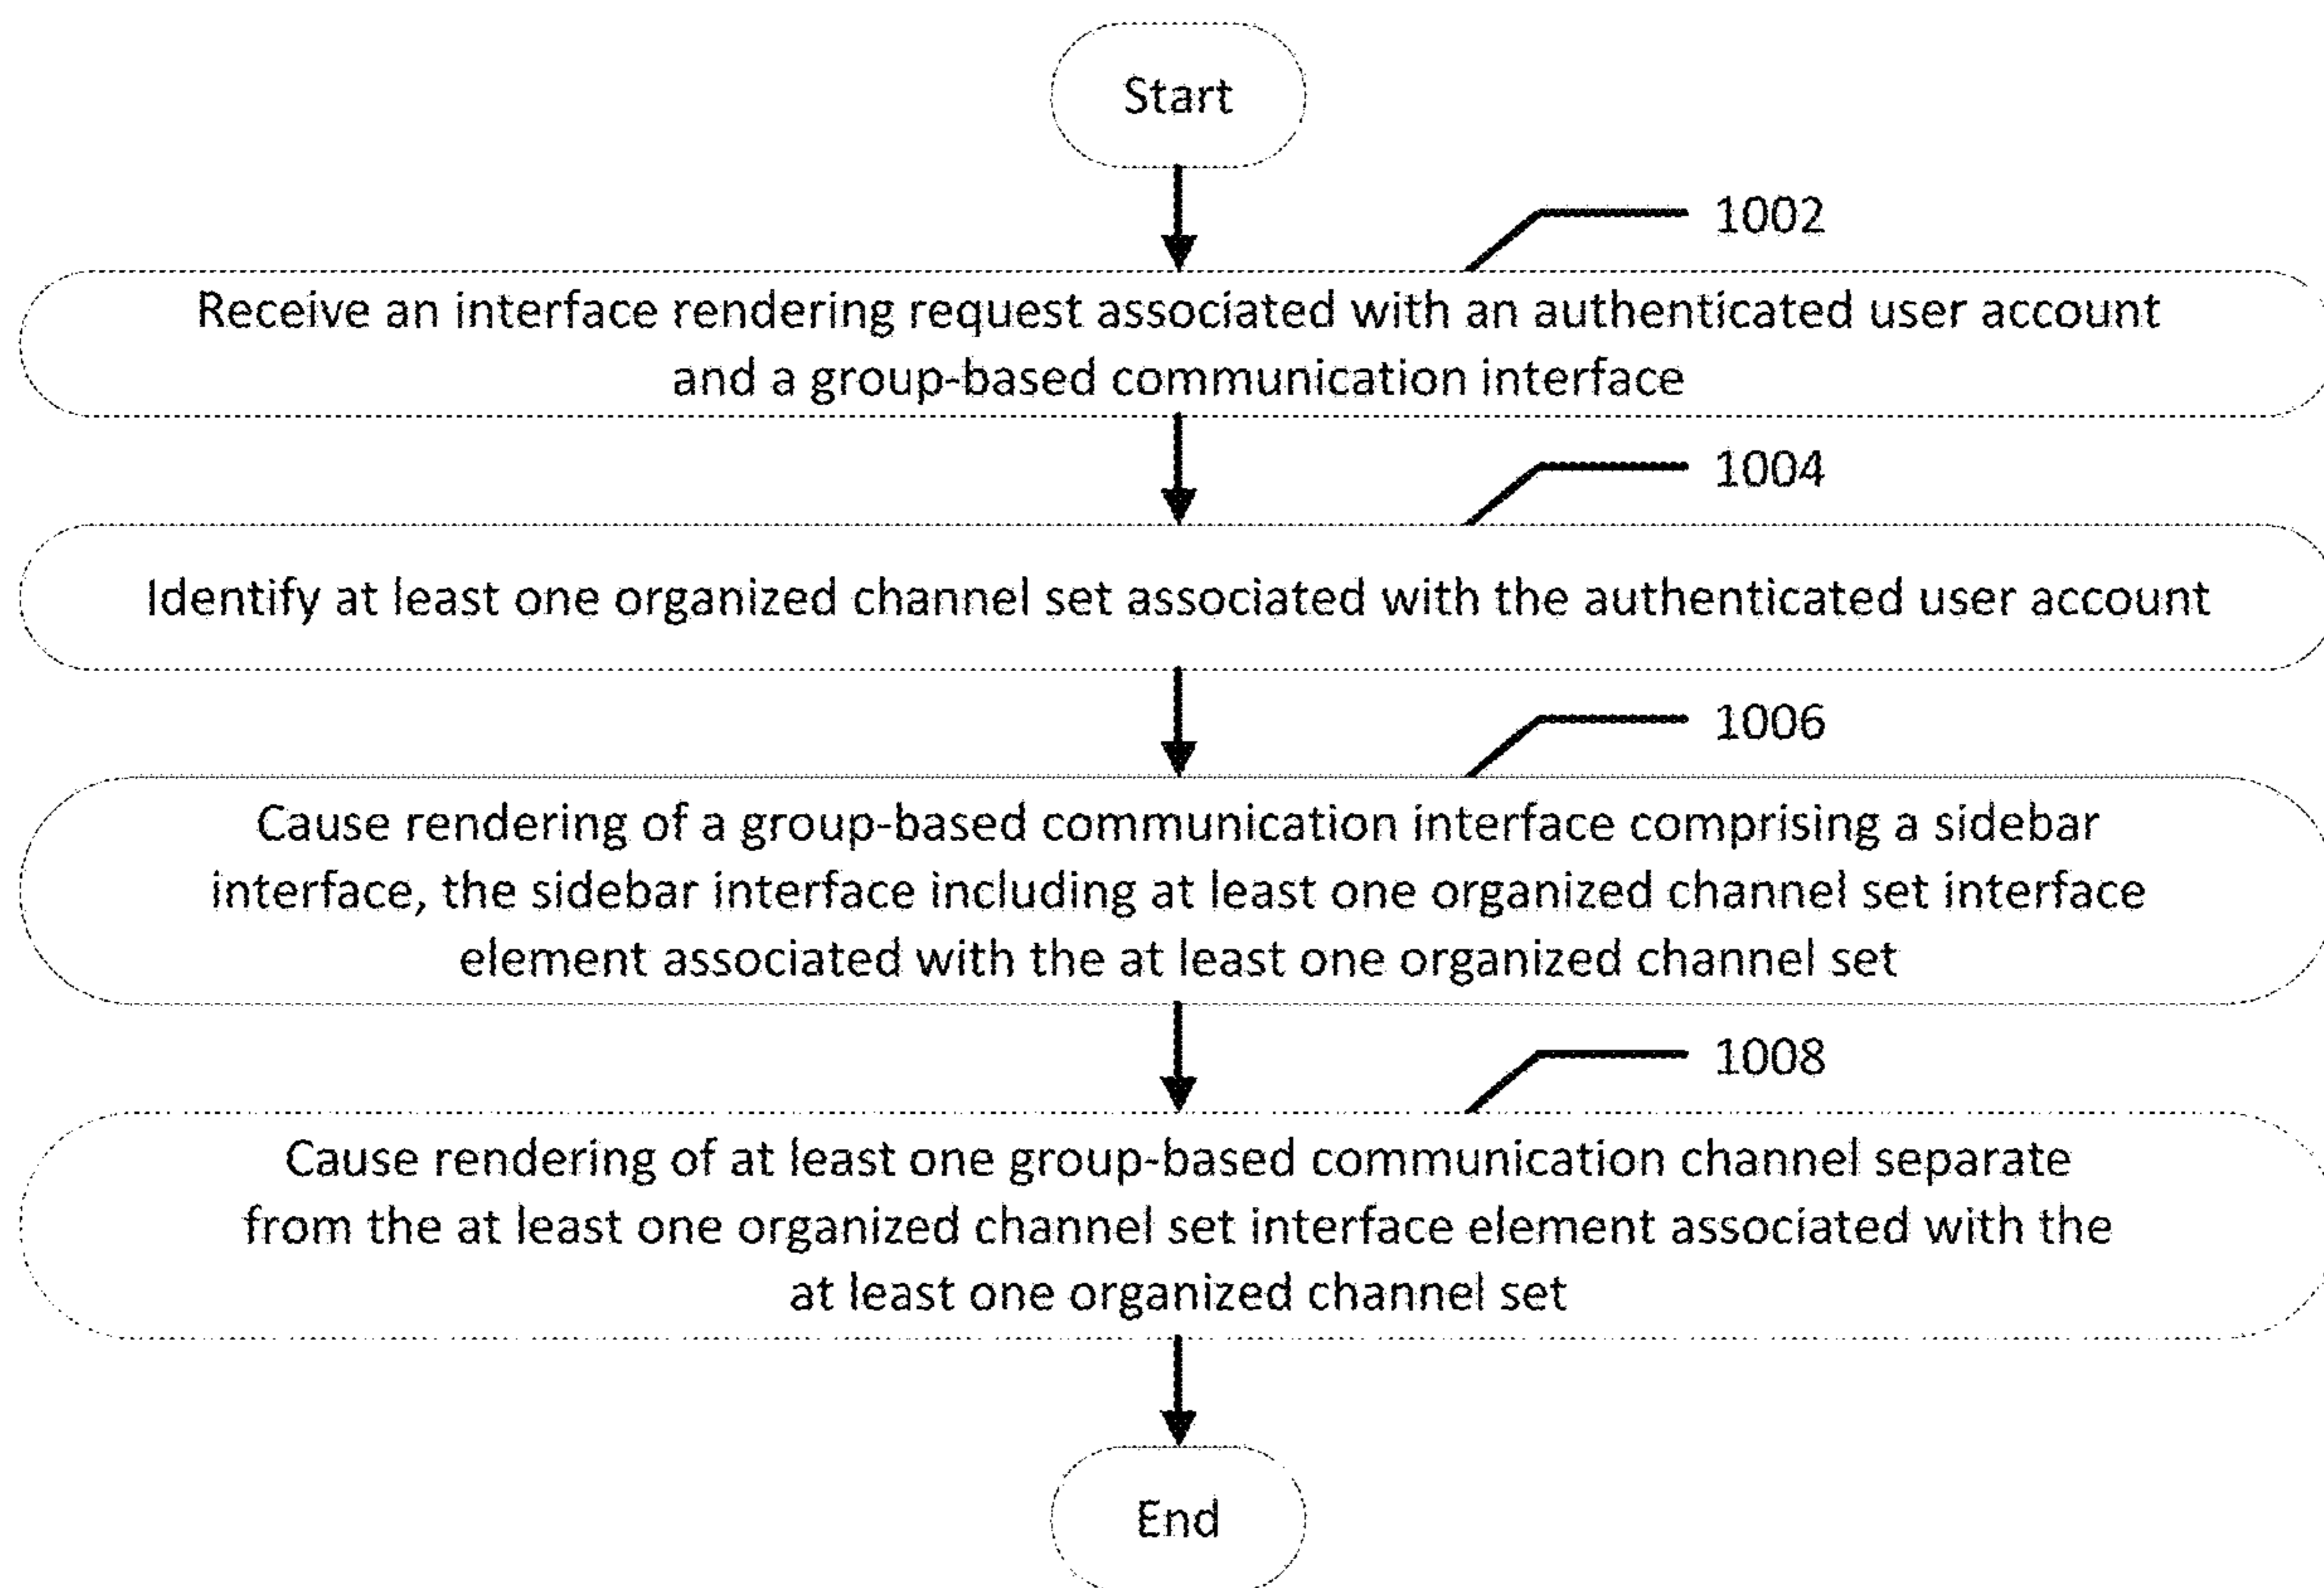 Start
1002
Receive an interface rendering request associated with an authenticated user account
and a group-based communication interface
1004
Identify at least one organized channel set associated with the authenticated user account
1006
Cause rendering of a group-based communication interface comprising a sidebar
interface, the sidebar interface including at least one organized channel set interface
element associated with the at least one organized channel set
1008
Cause rendering of at least one group-based communication channel separate
from the at least one organized channel set interface element associated with the
at least one organized channel set
End